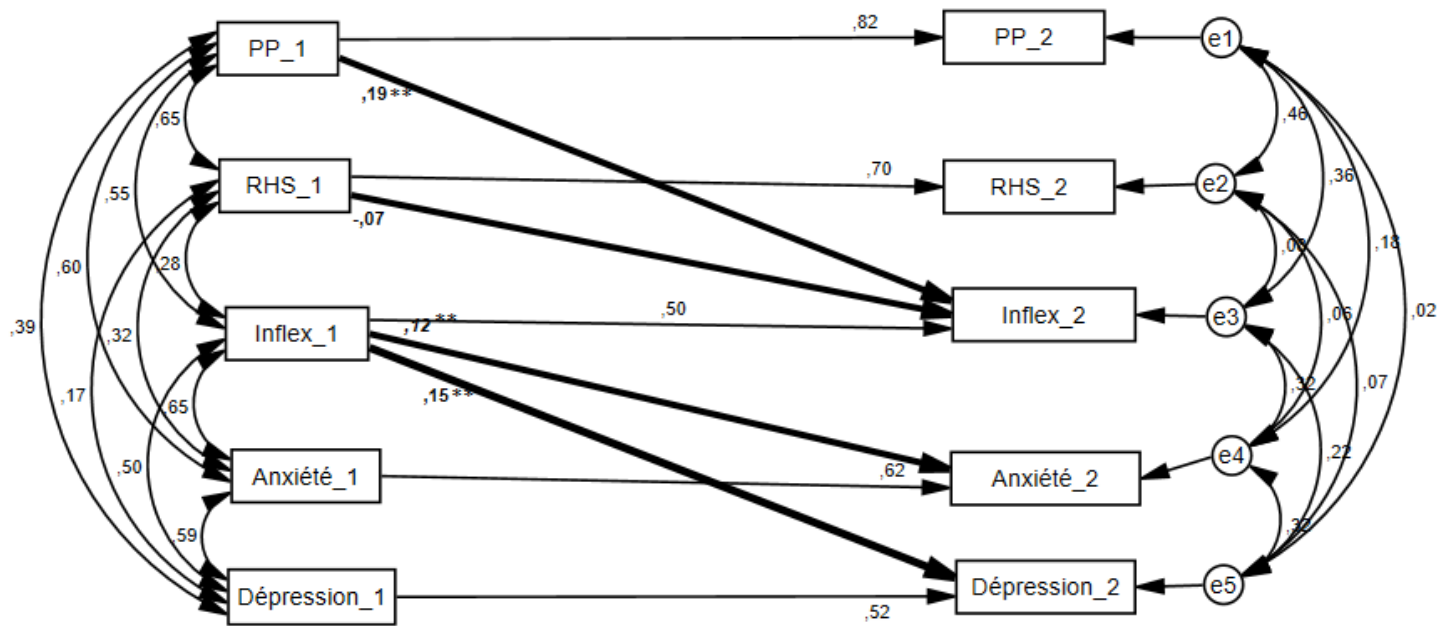 PP_1
,82
PP_2
e1
,19**
,65
,46
RHS_1
,70
RHS_2
e2
,36
,55
-,07
,18
,60
,28
Inflex_1
,50
Inflex_2
e3
,06
,02
,39
,32
,12**
,17
,15**
,32
,07
,65
,50
Anxiété_1
,62
Anxiété_2
e4
,22
,59
,32
Dépression_1
,52
Dépression_2
e5